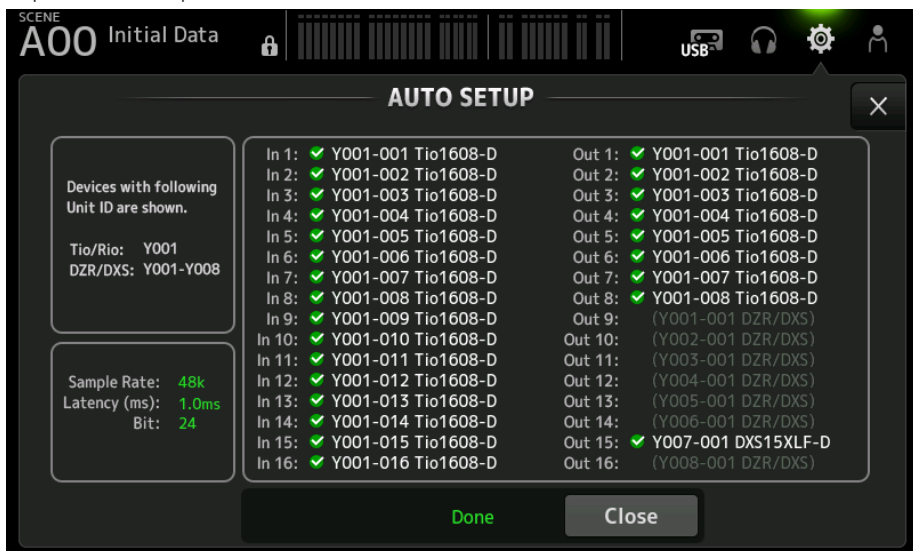 SCENE
A00 Initial Data
USB
AUTO SETUP
Devices with following
Unit ID are shown.
Tio/Rio: Y001
DZR/DXS: Y001-Y008
Sample Rate: 48k
Latency (ms): 1.0ms
Bit: 24
In 1: Y001-001 Tio1608-D
In 2: Y001-002 Tio1608-D
In 3: Y001-003 Tio1608-D
In 4: Y001-004 Tio1608-D
In 5: Y001-005 Tio1608-D
In 6: Y001-006 Tio1608-D
In 7: Y001-007 Tio1608-D
In 8: Y001-008 Tio1608-D
In 9: Y001-009 Tio1608-D
In 10: Y001-010 Tio1608-D
In 11: Y001-011 Tio1608-D
In 12: Y001-012 Tio1608-D
In 13: Y001-013 Tio1608-D
In 14: Y001-014 Tio1608-D
In 15: Y001-015 Tio1608-D
In 16: Y001-016 Tio1608-D
Out 1: Y001-001 Tio1608-D
Out 2: Y001-002 Tio1608-D
Out 3: Y001-003 Tio1608-D
Out 4: Y001-004 Tio1608-D
Out 5: Y001-005 Tio1608-D
Out 6: Y001-006 Tio1608-D
Out 7: Y001-007 Tio1608-D
Out 8: Y001-008 Tio1608-D
Out 9: (Y001-001 DZR/DXS)
Out 10: (Y002-001 DZR/DXS)
Out 11: (Y003-001 DZR/DXS)
Out 12: (Y004-001 DZR/DXS)
Out 13: (Y005-001 DZR/DXS)
Out 14: (Y006-001 DZR/DXS)
Out 15: Y007-001 DXS15XLF-D
Out 16: (Y008-001 DZR/DXS)
Done
Close